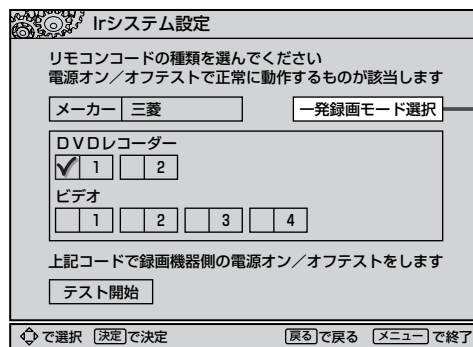 Irシステム設定
リモコンコードの種類を選んでください
電源オン／オフテストで正常に動作するものが該当します
メーカー 三菱 一発録画モード選択
ＤＶＤレコーダー
1 2
ビデオ
1 2 3 4
上記コードで録画機器側の電源オン／オフテストをします
テスト開始
で選択 決定で決定 戻るで戻る メニューで終了